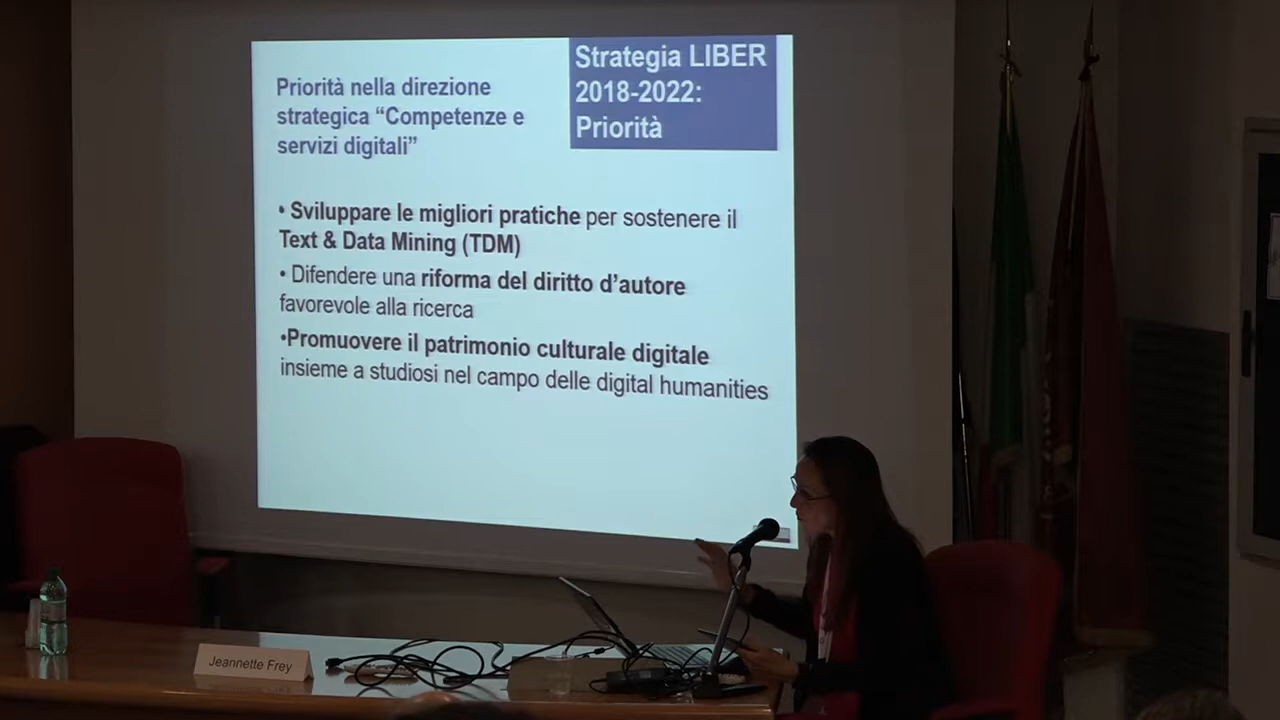 Strategia LIBER
2018-2022:
Priorità
Priorità nella direzione
strategica “Competenze e
servizi digitali”
• Sviluppare le migliori pratiche per sostenere il
Text & Data Mining (TDM)
• Difendere una riforma del diritto d’autore
favorevole alla ricerca
•Promuovere il patrimonio culturale digitale
insieme a studiosi nel campo delle digital humanities
Jeannette Frey